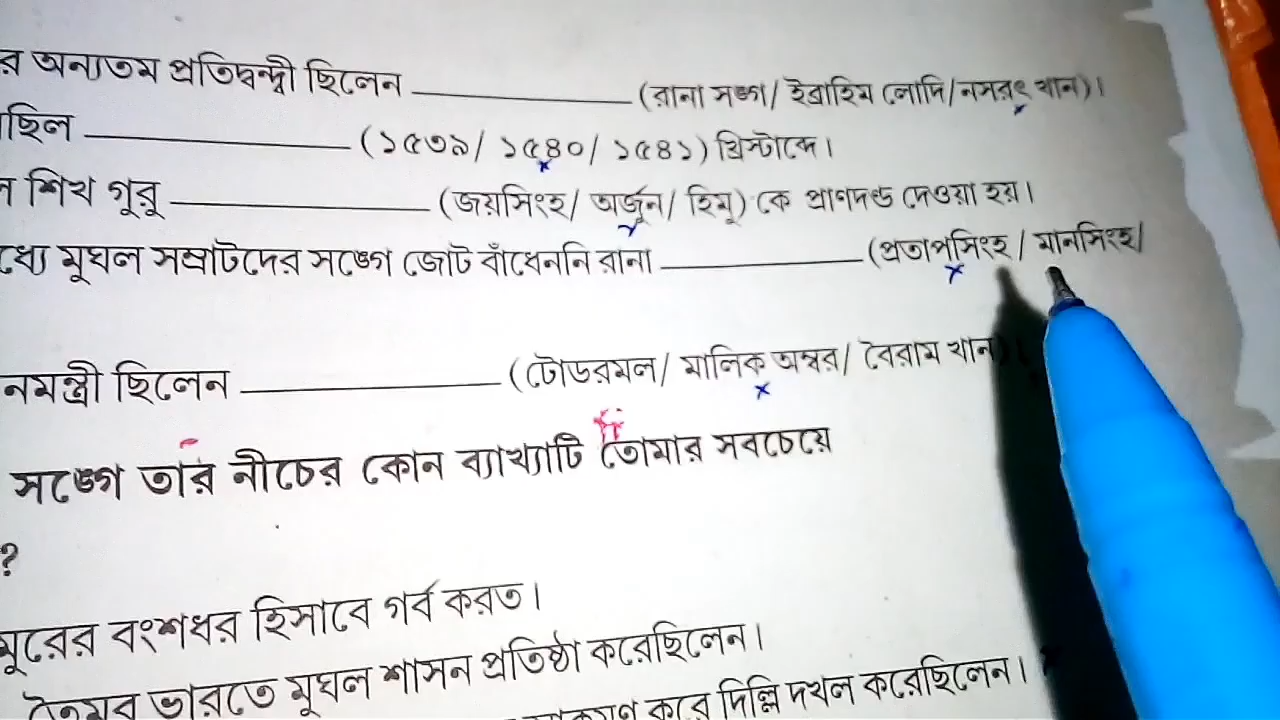 র অন্যতম প্রতিদ্বন্দ্বী ছিলেন ____________ (রানা সঙ্গ/ ইব্রাহিম লোদি/নসরৎ খান)।
ছিল ____________ (১৫৩৯/ ১৫৪০/ ১৫৪১) খ্রিস্টাব্দে।
ন শিখ গুরু ____________ (জয়সিংহ/ অর্জুন/ হিমু) কে প্রাণদন্ড দেওয়া হয়।
ধ্যে মুঘল সম্রাটদের সঙ্গে জোট বাঁধেননি রানা ____________ (প্রতাপসিংহ/ মানসিংহ/
নমন্ত্রী ছিলেন ____________ (টোডরমল/ মালিক অম্বর/ বৈরাম খান)।
সঙ্গে তার নীচের কোন ব্যাখ্যাটি তোমার সবচেয়ে
?
মুরের বংশধর হিসাবে গর্ব করত।
তৈমুর ভারতে মুঘল শাসন প্রতিষ্ঠা করেছিলেন।
আক্রমণ করে দিল্লি দখল করেছিলেন।